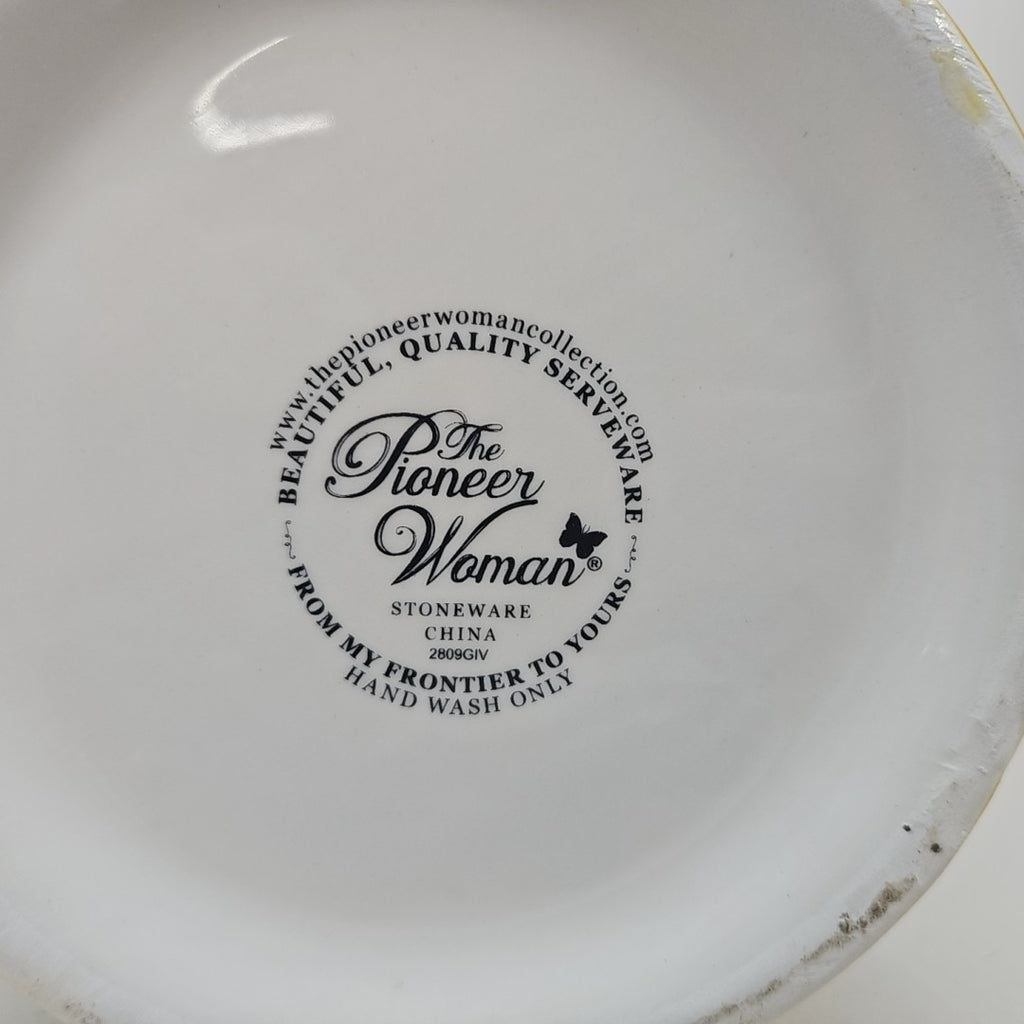 www.thepioneerwomancollection.com
BEAUTIFUL, QUALITY SERVEWARE
The
Pioneer
Woman®
STONEWARE
CHINA
2809GIV
FROM MY FRONTIER TO YOURS
HAND WASH ONLY